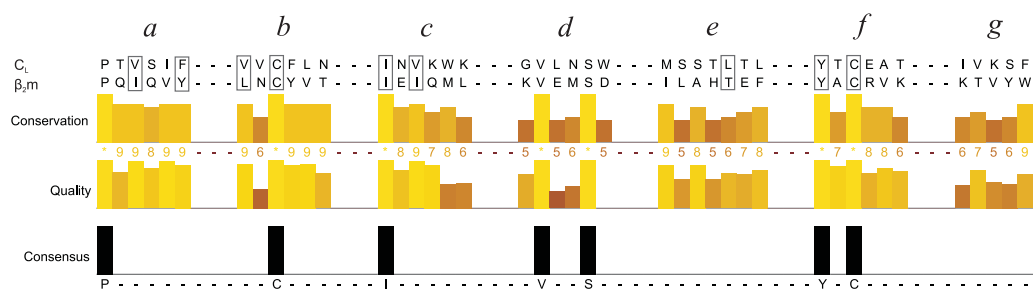 a b c d e f g
C_L P T V S I F - - - V V C F L N - - - I N V K W K - - - G V L N S W - - - M S S T L T L - - - Y T C E A T - - - I V K S F
β₂m P Q I Q V Y - - - L N C Y V T - - - I E I Q M L - - - K V E M S D - - - I L A H T E F - - - Y A C R V K - - - K T V Y W
Conservation
* 9 9 8 9 9 - - - 9 6 * 9 9 9 - - - * 8 9 7 8 6 - - - 5 * 5 6 * 5 - - - 9 5 8 5 6 7 8 - - - * 7 * 8 8 6 - - - 6 7 5 6 9
Quality
Consensus
P - - - - - - - - - - C - - - - - - I - - - - - - - - - V - - S - - - - - - - - - - - - - - Y - C - - - - - - - - - - -